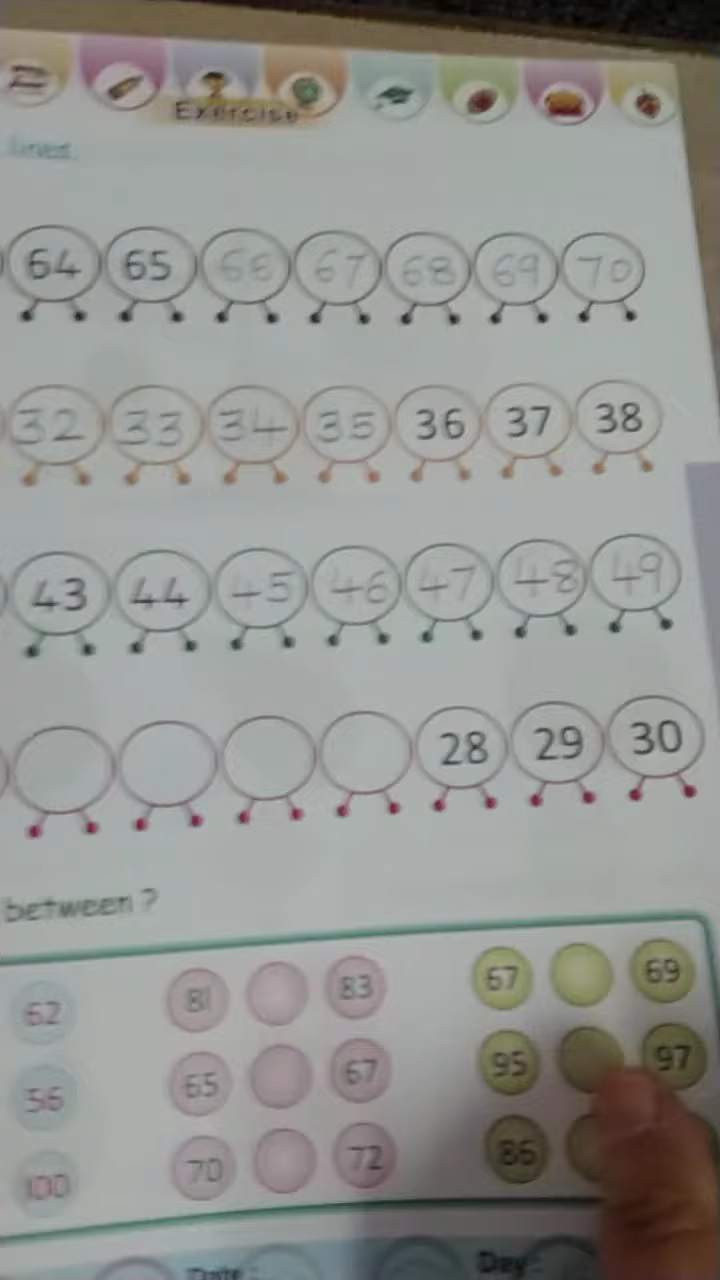 Exercise
lines.
64 65 66 67 68 69 70
32 33 34 35 36 37 38
43 44 45 46 47 48 49
28 29 30
between ?
62 81 83 67 69
56 65 67 95 97
100 70 72 86
Date : Day :